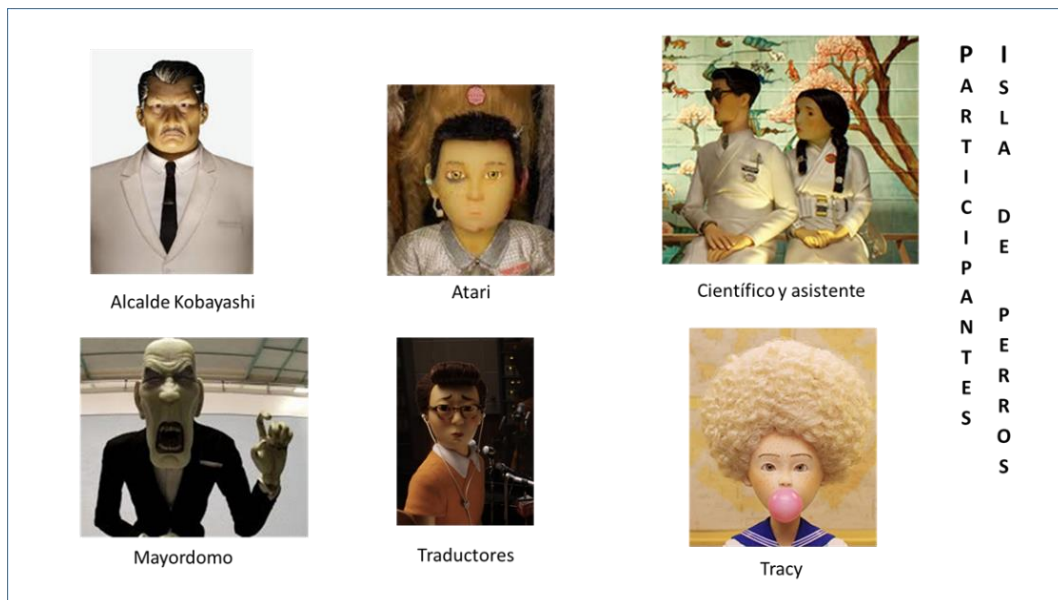 PARTICIPANTES
ISLA DE PERROS
Alcalde Kobayashi
Atari
Científico y asistente
Mayordomo
Traductores
Tracy